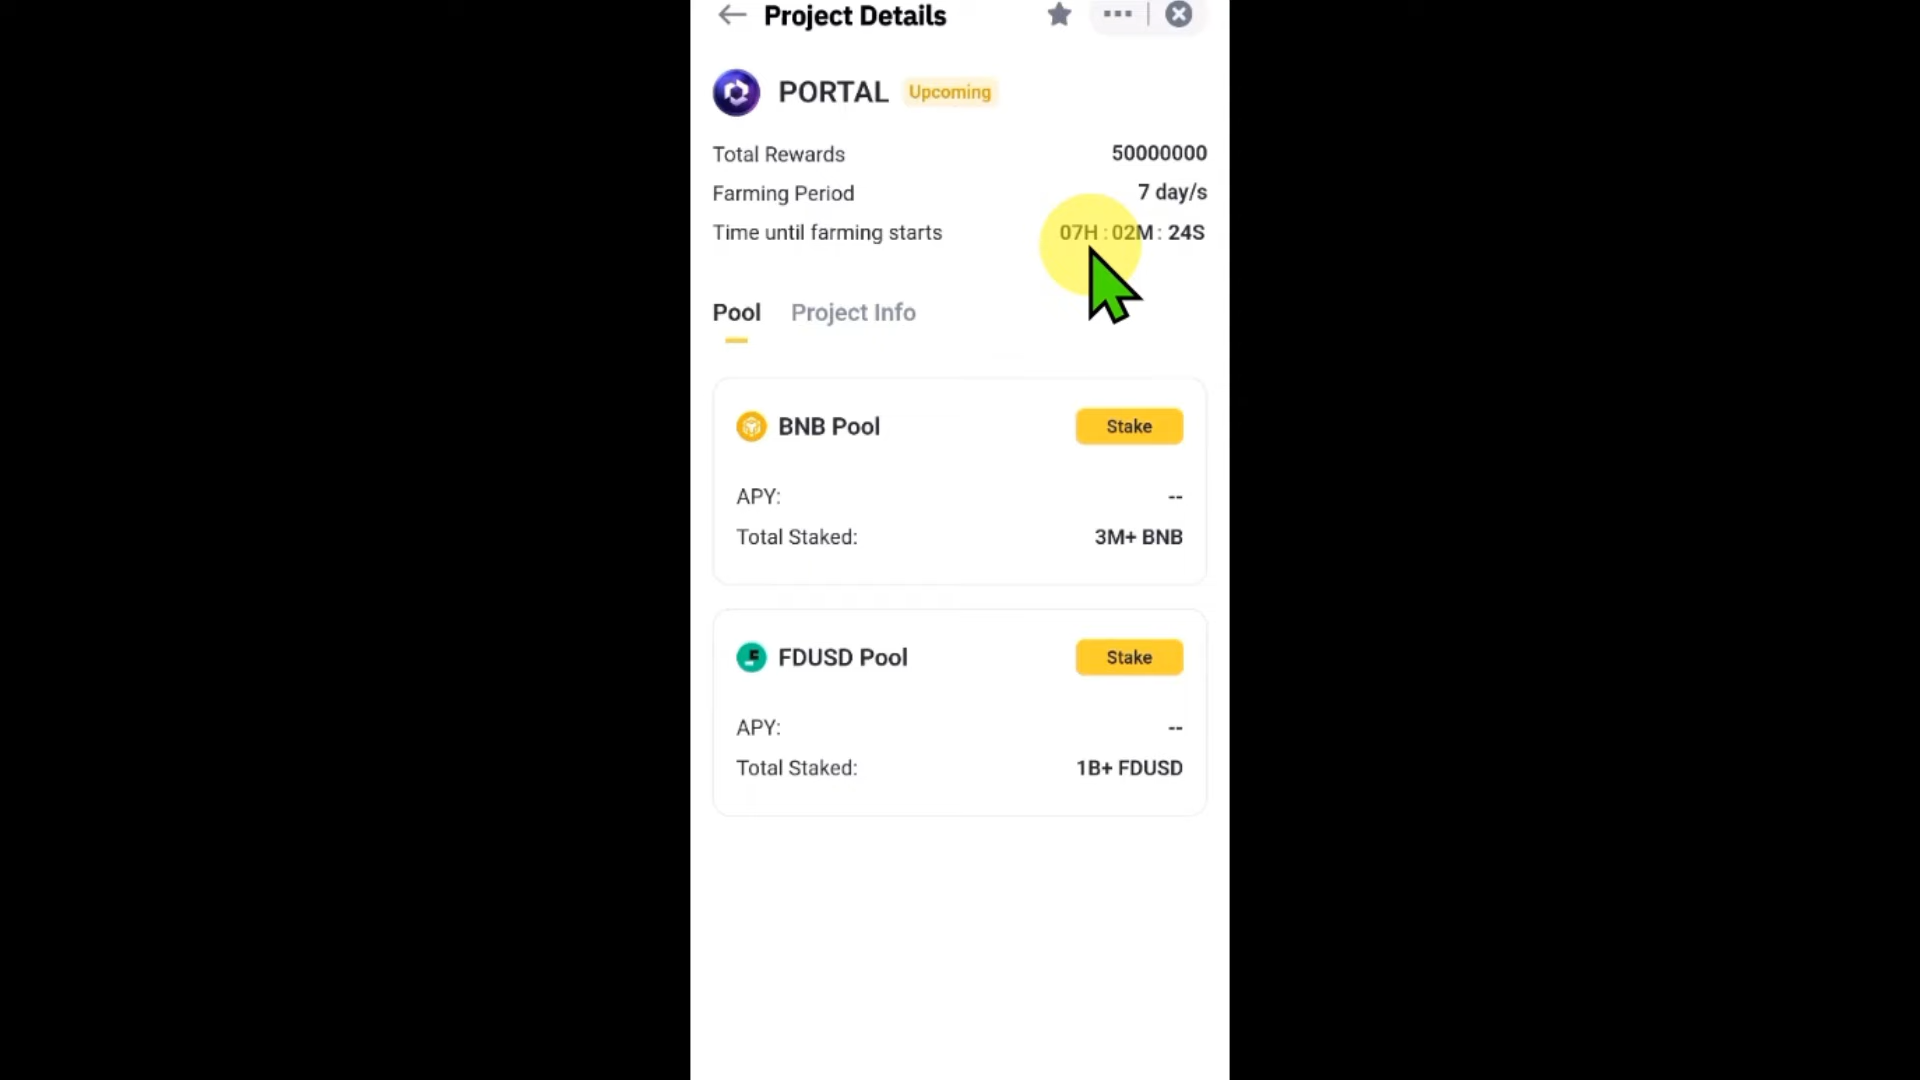 Project Details
PORTAL Upcoming
Total Rewards 50000000
Farming Period 7 day/s
Time until farming starts 07H : 02M : 24S
Pool Project Info
BNB Pool Stake
APY: --
Total Staked: 3M+ BNB
FDUSD Pool Stake
APY: --
Total Staked: 1B+ FDUSD